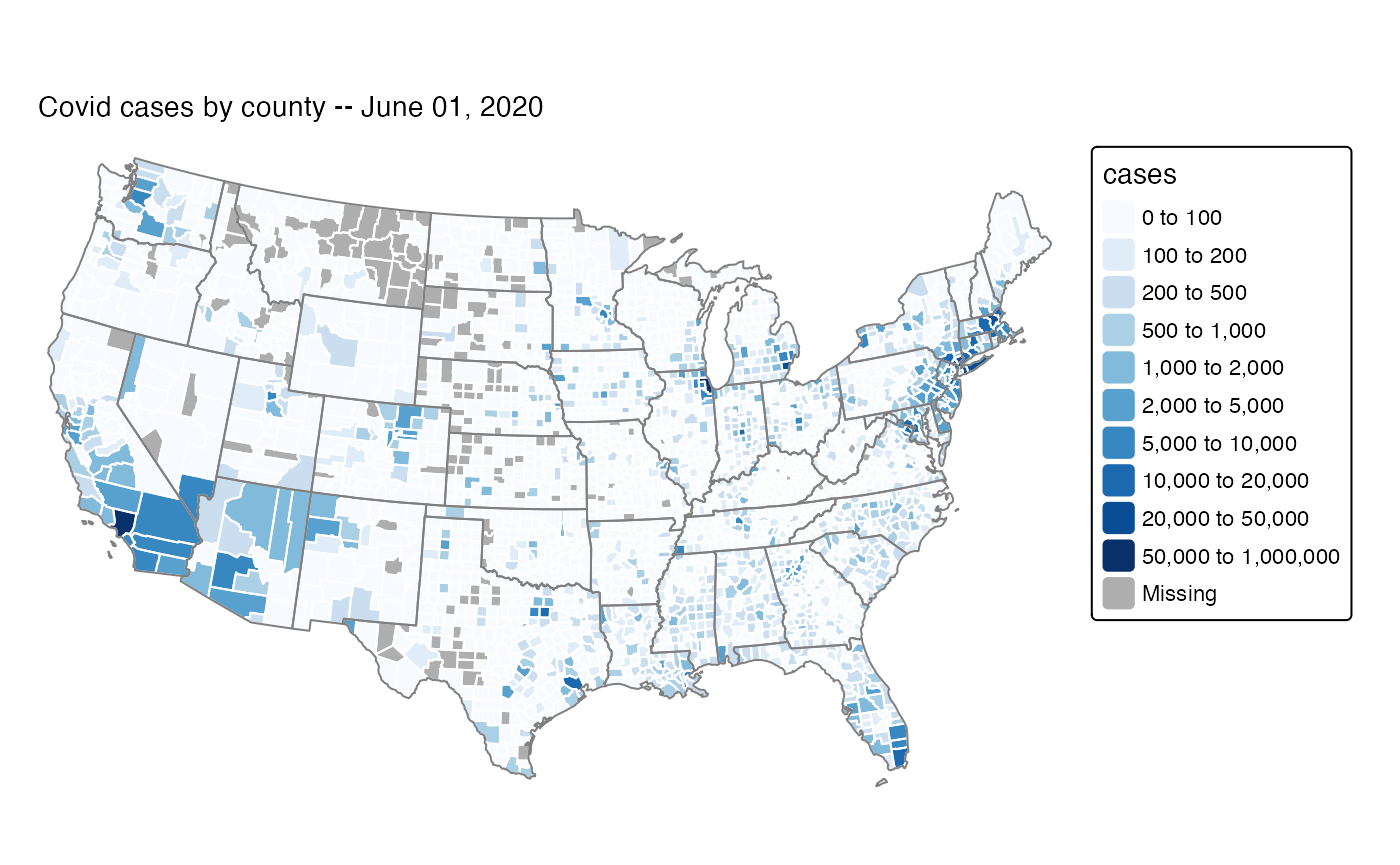 Covid cases by county -- June 01, 2020
cases
0 to 100
100 to 200
200 to 500
500 to 1,000
1,000 to 2,000
2,000 to 5,000
5,000 to 10,000
10,000 to 20,000
20,000 to 50,000
50,000 to 1,000,000
Missing